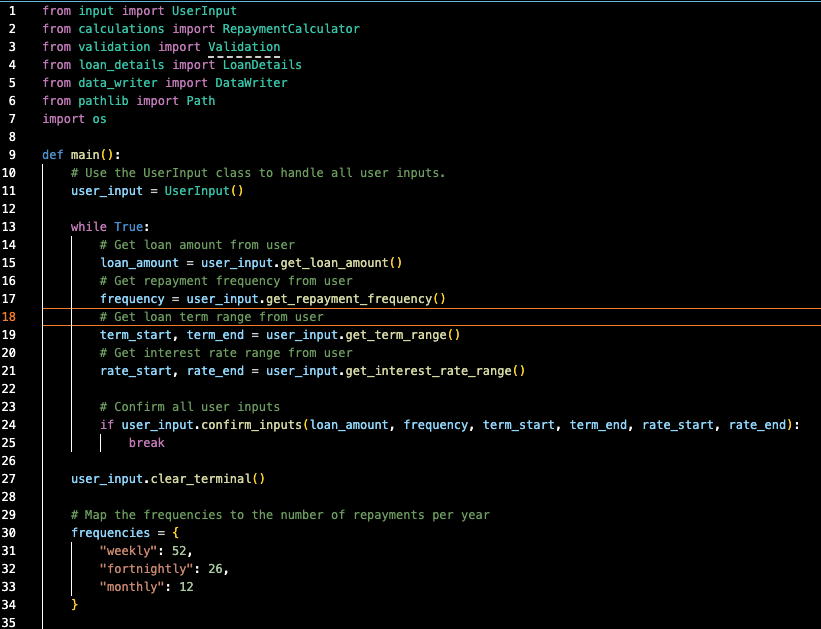 1 from input import UserInput
2 from calculations import RepaymentCalculator
3 from validation import Validation
4 from loan_details import LoanDetails
5 from data_writer import DataWriter
6 from pathlib import Path
7 import os
8
9 def main():
10     # Use the UserInput class to handle all user inputs.
11     user_input = UserInput()
12
13     while True:
14         # Get loan amount from user
15         loan_amount = user_input.get_loan_amount()
16         # Get repayment frequency from user
17         frequency = user_input.get_repayment_frequency()
18         # Get loan term range from user
19         term_start, term_end = user_input.get_term_range()
20         # Get interest rate range from user
21         rate_start, rate_end = user_input.get_interest_rate_range()
22
23         # Confirm all user inputs
24         if user_input.confirm_inputs(loan_amount, frequency, term_start, term_end, rate_start, rate_end):
25             break
26
27     user_input.clear_terminal()
28
29     # Map the frequencies to the number of repayments per year
30     frequencies = {
31         "weekly": 52,
32         "fortnightly": 26,
33         "monthly": 12
34     }
35